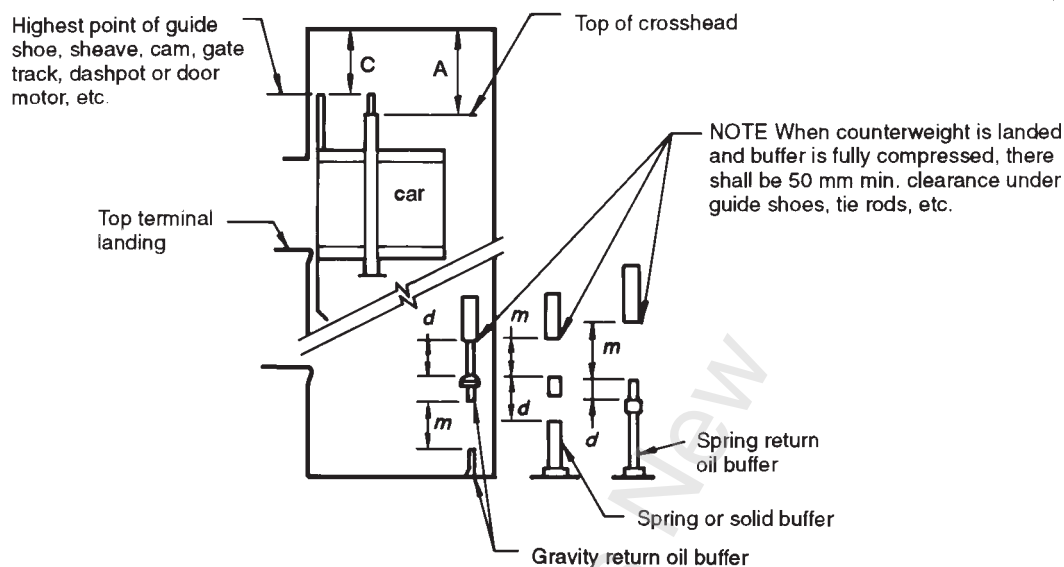 Highest point of guide
shoe, sheave, cam, gate
track, dashpot or door
motor, etc.
Top of crosshead
C
A
NOTE When counterweight is landed
and buffer is fully compressed, there
shall be 50 mm min. clearance under
guide shoes, tie rods, etc.
car
Top terminal
landing
d
m
m
d
m
d
Spring return
oil buffer
Spring or solid buffer
Gravity return oil buffer
New